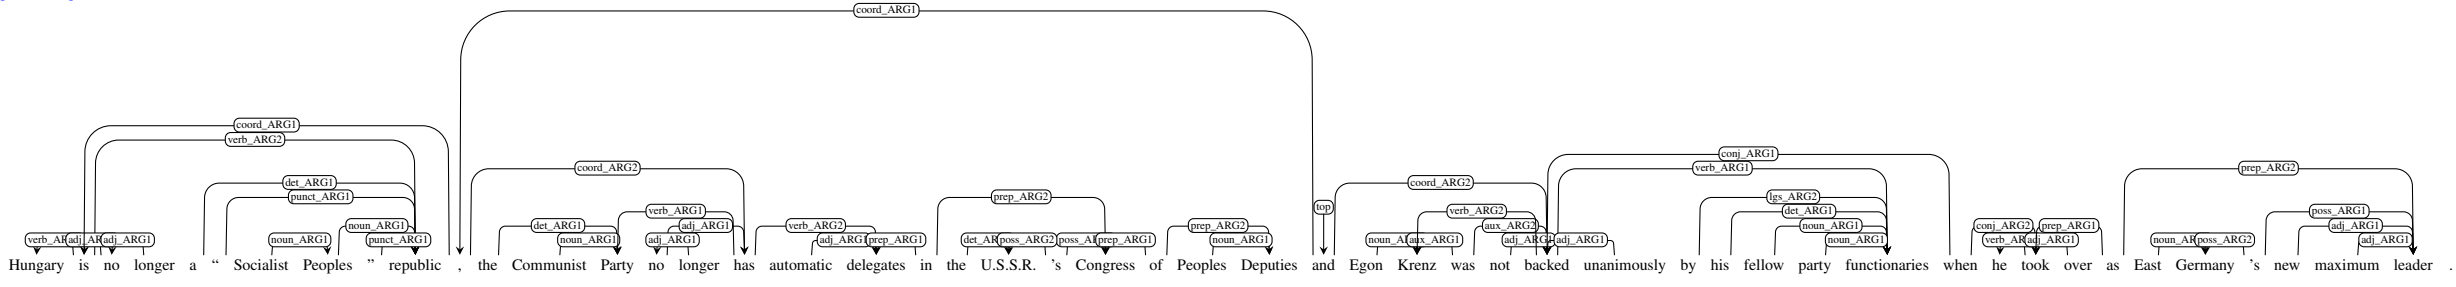 coord_ARG1
coord_ARG1
verb_ARG2
conj_ARG1
coord_ARG2 verb_ARG1 prep_ARG2
det_ARG1 coord_ARG2
punct_ARG1 prep_ARG2 lgs_ARG2
top
verb_ARG1 verb_ARG2 det_ARG1 poss_ARG1
noun_ARG1 det_ARG1 adj_ARG1 verb_ARG2 prep_ARG2 aux_ARG2 noun_ARG1 conj_ARG2 prep_ARG1 adj_ARG1
adj_ARG1 noun_ARG1 punct_ARG1 noun_ARG1 adj_ARG1 prep_ARG1 poss_ARG2 prep_ARG1 noun_ARG1 aux_ARG1 adj_ARG1 noun_ARG1 adj_ARG1 poss_ARG2 adj_ARG1
Hungary is no longer a “ Socialist Peoples ” republic , the Communist Party no longer has automatic delegates in the U.S.S.R. 's Congress of Peoples Deputies and Egon Krenz was not backed unanimously by his fellow party functionaries when he took over as East Germany 's new maximum leader .